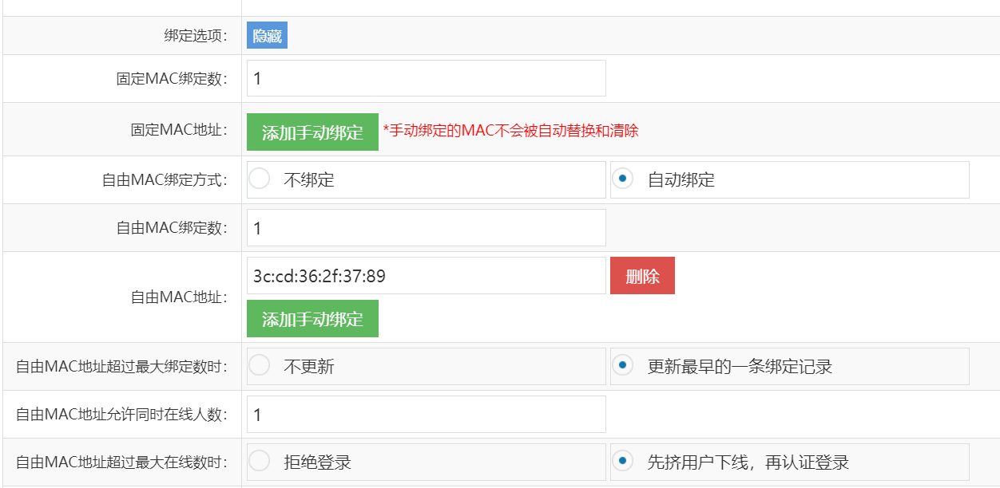 绑定选项： 隐藏
固定MAC绑定数： 1
固定MAC地址： 添加手动绑定 *手动绑定的MAC不会被自动替换和清除
自由MAC绑定方式： 不绑定 自动绑定
自由MAC绑定数： 1
自由MAC地址： 3c:cd:36:2f:37:89 删除
添加手动绑定
自由MAC地址超过最大绑定数时： 不更新 更新最早的一条绑定记录
自由MAC地址允许同时在线人数： 1
自由MAC地址超过最大在线数时： 拒绝登录 先挤用户下线，再认证登录